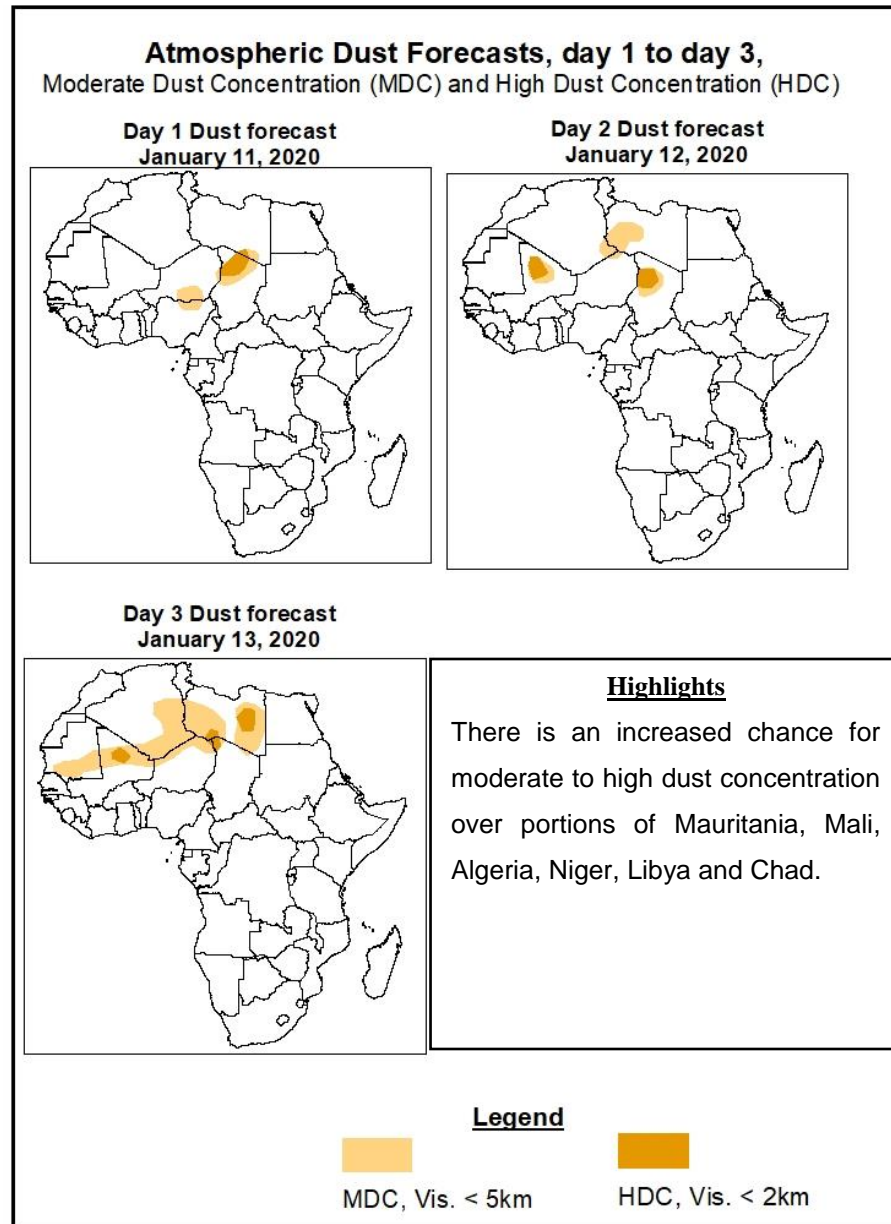 Atmospheric Dust Forecasts, day 1 to day 3,
Moderate Dust Concentration (MDC) and High Dust Concentration (HDC)
Day 1 Dust forecast
January 11, 2020
Day 2 Dust forecast
January 12, 2020
Day 3 Dust forecast
January 13, 2020
Highlights
There is an increased chance for
moderate to high dust concentration
over portions of Mauritania, Mali,
Algeria, Niger, Libya and Chad.
Legend
MDC, Vis. < 5km
HDC, Vis. < 2km